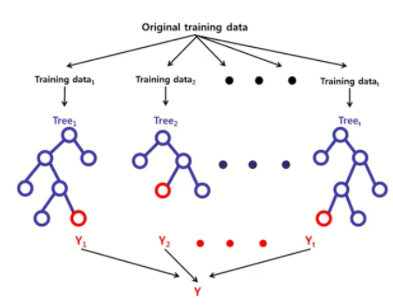 Original training data
Training data₁ Training data₂ Training dataₜ
Tree₁ Tree₂ Treeₜ
Y₁ Y₂ Yₜ
Y